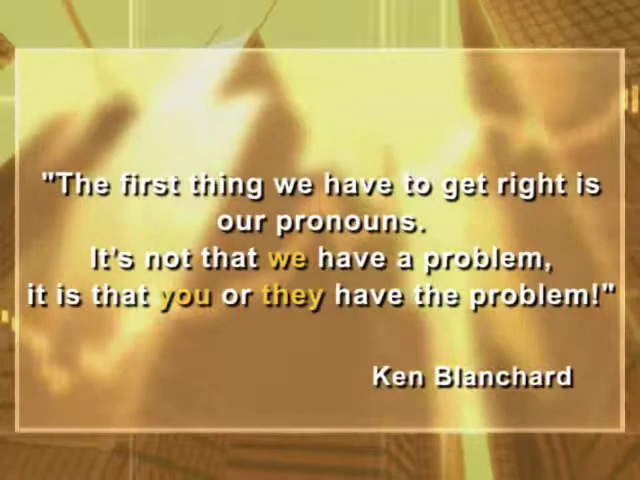 "The first thing we have to get right is
our pronouns.
It's not that we have a problem,
it is that you or they have the problem!"
Ken Blanchard